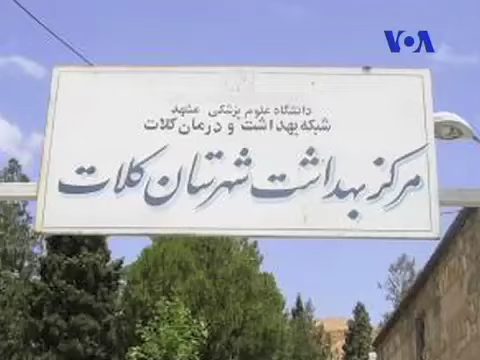 VOA
دانشگاه علوم پزشکی مشهد
شبکه بهداشت و درمان کلات
مرکز بهداشت شهرستان کلات